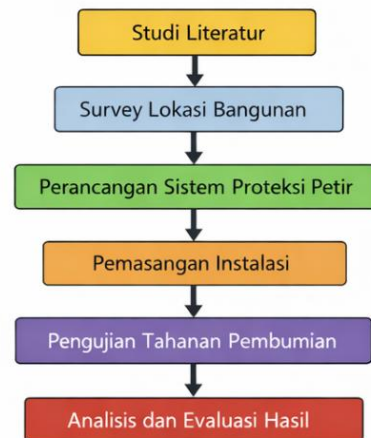 Studi Literatur
Survey Lokasi Bangunan
Perancangan Sistem Proteksi Petir
Pemasangan Instalasi
Pengujian Tahanan Pembumian
Analisis dan Evaluasi Hasil